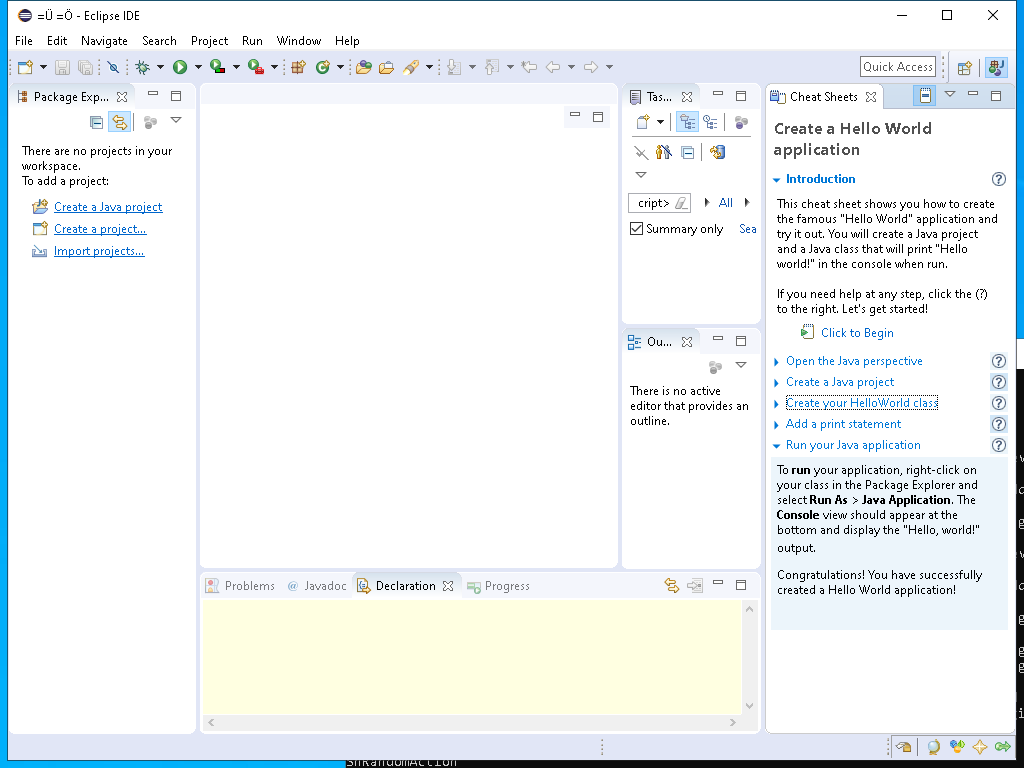 =Ü =Ö - Eclipse IDE
File Edit Navigate Search Project Run Window Help
Quick Access
Package Exp...
There are no projects in your
workspace.
To add a project:
Create a Java project
Create a project...
Import projects...
Tas...
cript>
All
Summary only
Sea
Ou...
There is no active
editor that provides an
outline.
Cheat Sheets
Create a Hello World
application
Introduction
This cheat sheet shows you how to create
the famous "Hello World" application and
try it out. You will create a Java project
and a Java class that will print "Hello
world!" in the console when run.
If you need help at any step, click the (?)
to the right. Let's get started!
Click to Begin
Open the Java perspective
Create a Java project
Create your HelloWorld class
Add a print statement
Run your Java application
To run your application, right-click on
your class in the Package Explorer and
select Run As > Java Application. The
Console view should appear at the
bottom and display the "Hello, world!"
output.
Congratulations! You have successfully
created a Hello World application!
Problems @ Javadoc Declaration Progress
ShRandomAction